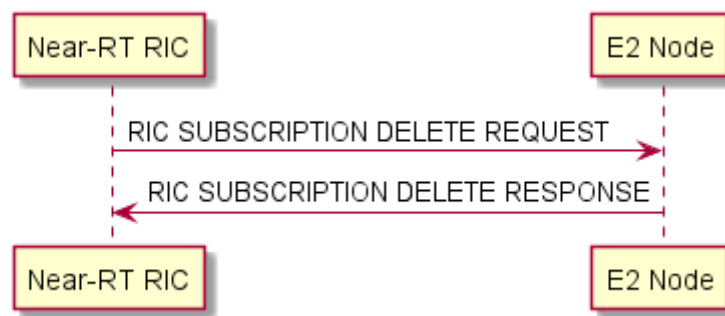 Near-RT RIC
E2 Node
RIC SUBSCRIPTION DELETE REQUEST
RIC SUBSCRIPTION DELETE RESPONSE
Near-RT RIC
E2 Node